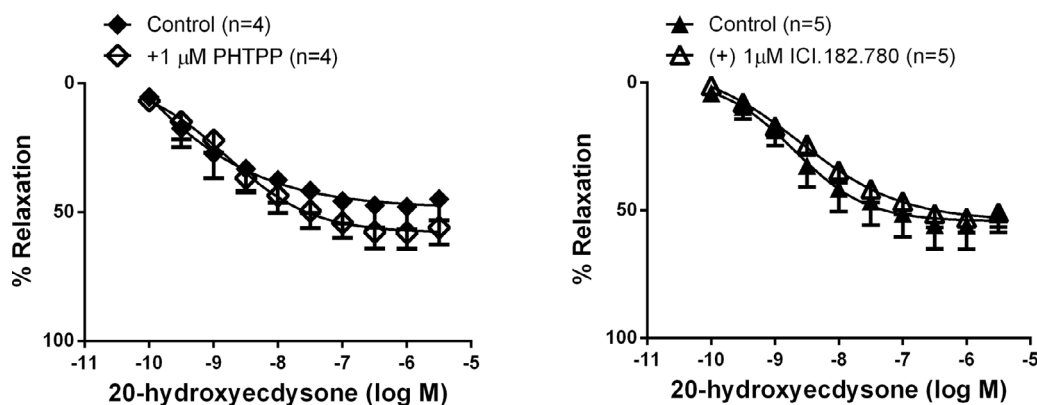 Control (n=4)
+1 μM PHTPP (n=4)
0
50
100
% Relaxation
-11 -10 -9 -8 -7 -6 -5
20-hydroxyecdysone (log M)
Control (n=5)
(+) 1μM ICI.182.780 (n=5)
0
50
100
% Relaxation
-11 -10 -9 -8 -7 -6 -5
20-hydroxyecdysone (log M)